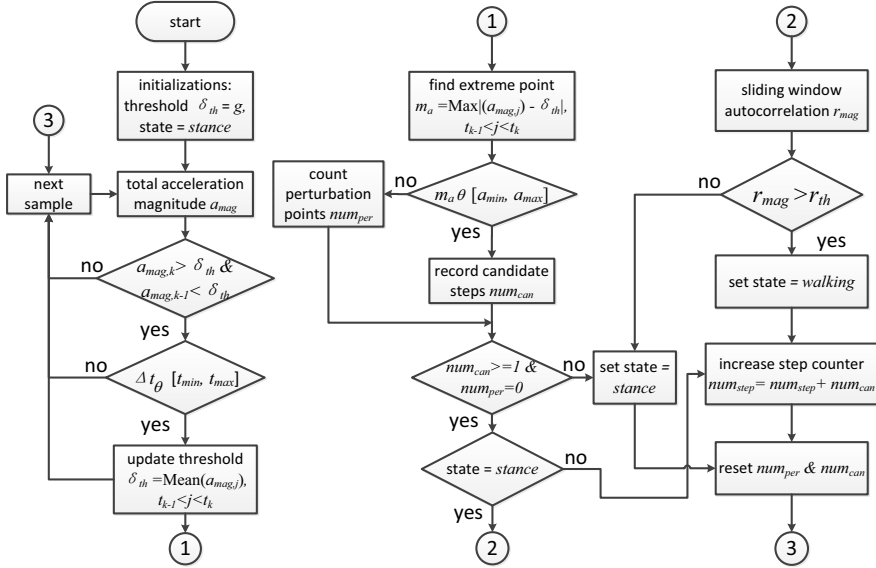 start
initializations:
threshold δth = g,
state = stance
3
next
sample
total acceleration
magnitude amag
no
amag,k> δth &
amag,k-1< δth
yes
no
Δtθ [tmin, tmax]
yes
update threshold
δth =Mean(amag,j),
tk-1<j<tk
1
1
find extreme point
ma =Max|(amag,j) - δth|,
tk-1<j<tk
count
perturbation
points numper
no
ma θ [amin, amax]
yes
record candidate
steps numcan
numcan>=1 &
numper=0
no
set state =
stance
yes
state = stance
no
yes
2
2
sliding window
autocorrelation rmag
no
rmag>rth
yes
set state = walking
increase step counter
numstep= numstep+ numcan
reset numper & numcan
3